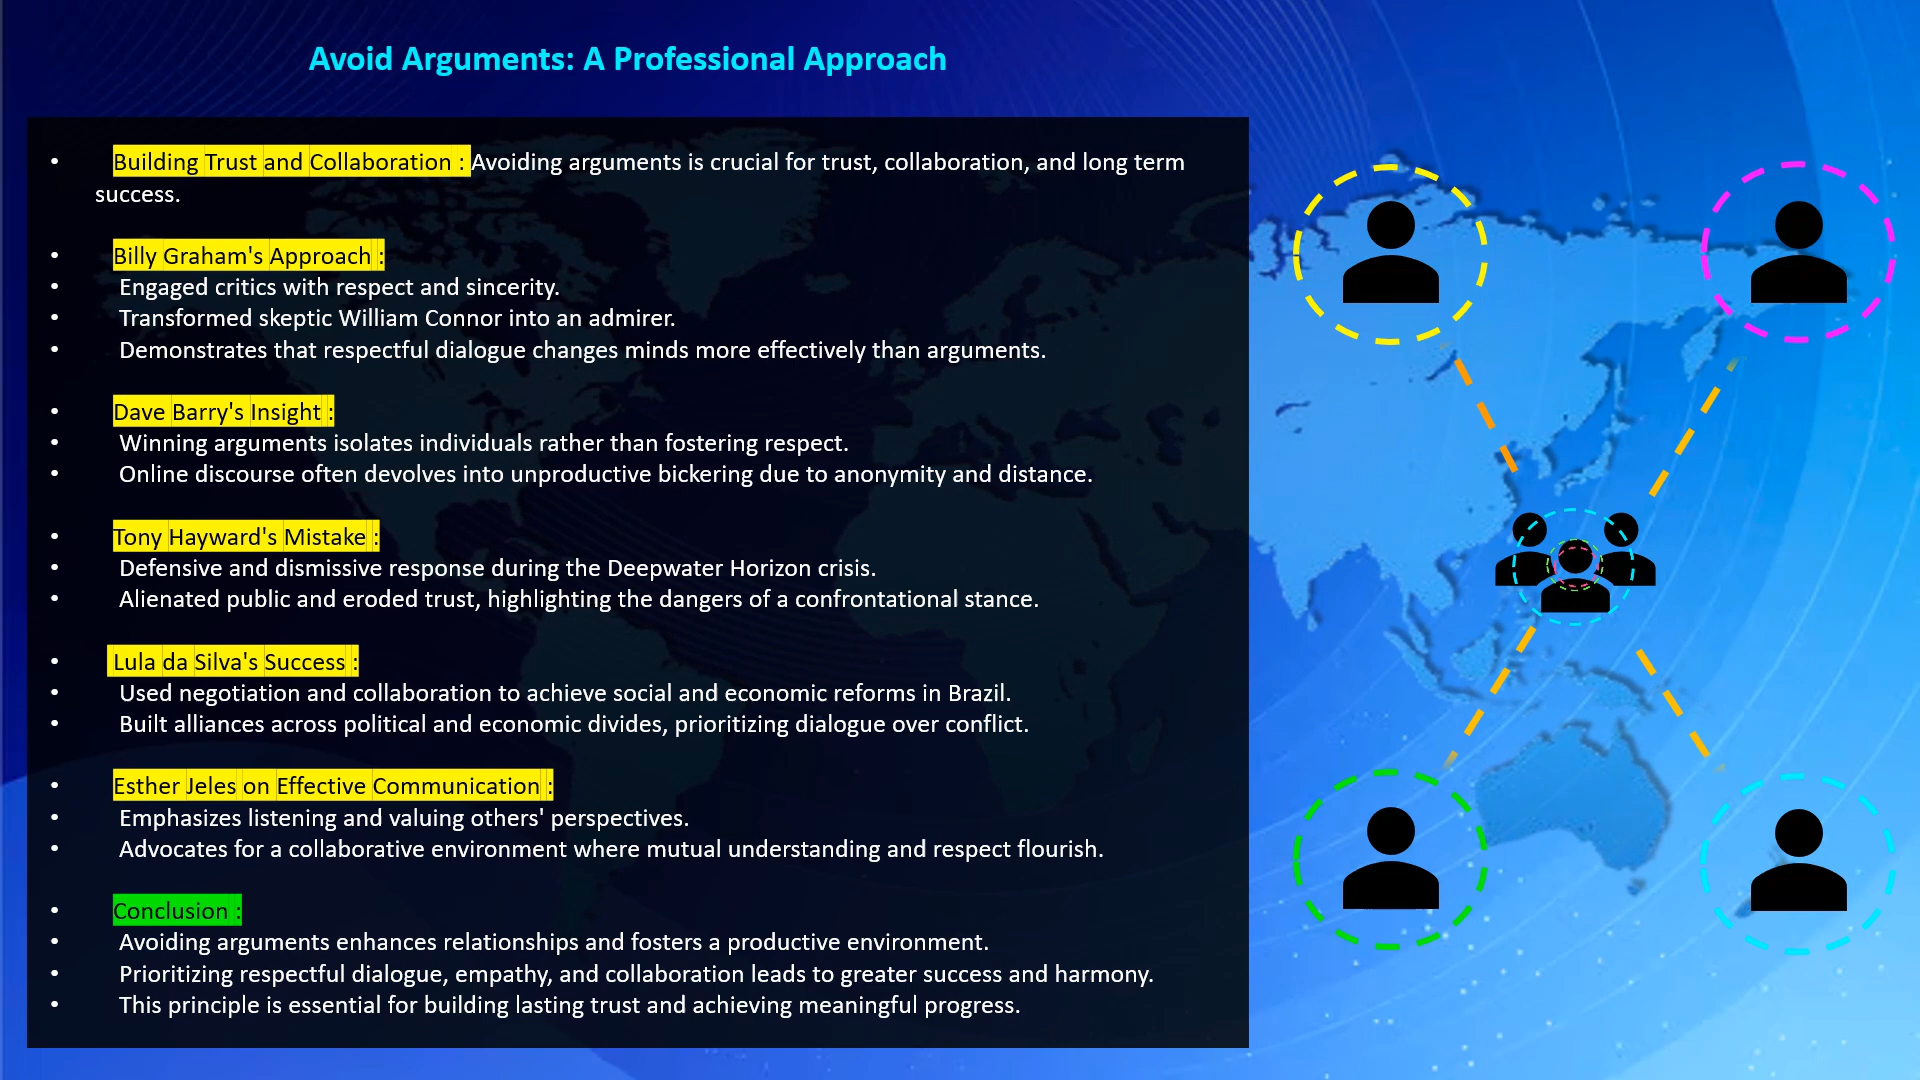 Avoid Arguments: A Professional Approach
• Building Trust and Collaboration : Avoiding arguments is crucial for trust, collaboration, and long term
success.
• Billy Graham's Approach :
• Engaged critics with respect and sincerity.
• Transformed skeptic William Connor into an admirer.
• Demonstrates that respectful dialogue changes minds more effectively than arguments.
• Dave Barry's Insight :
• Winning arguments isolates individuals rather than fostering respect.
• Online discourse often devolves into unproductive bickering due to anonymity and distance.
• Tony Hayward's Mistake :
• Defensive and dismissive response during the Deepwater Horizon crisis.
• Alienated public and eroded trust, highlighting the dangers of a confrontational stance.
• Lula da Silva's Success :
• Used negotiation and collaboration to achieve social and economic reforms in Brazil.
• Built alliances across political and economic divides, prioritizing dialogue over conflict.
• Esther Jeles on Effective Communication :
• Emphasizes listening and valuing others' perspectives.
• Advocates for a collaborative environment where mutual understanding and respect flourish.
• Conclusion :
• Avoiding arguments enhances relationships and fosters a productive environment.
• Prioritizing respectful dialogue, empathy, and collaboration leads to greater success and harmony.
• This principle is essential for building lasting trust and achieving meaningful progress.